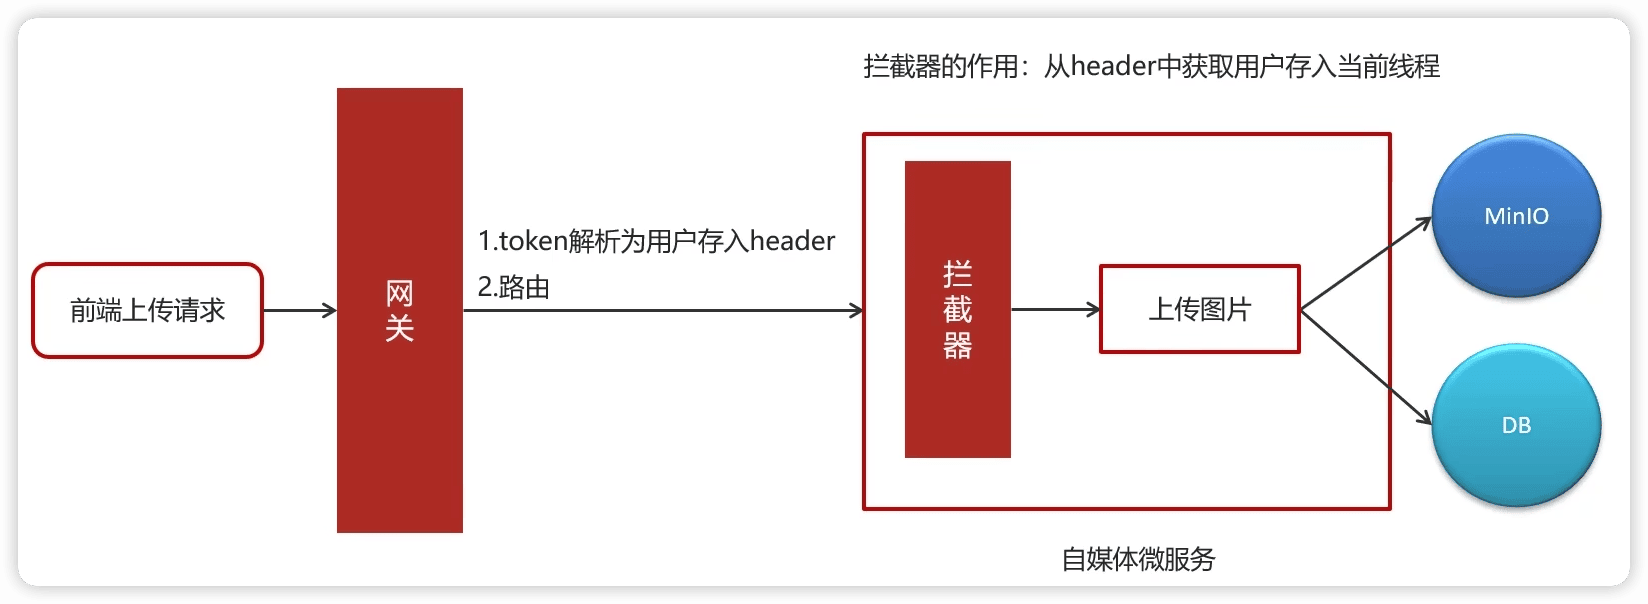 拦截器的作用：从header中获取用户存入当前线程
前端上传请求
网
关
1.token解析为用户存入header
2.路由
拦
截
器
上传图片
MinIO
DB
自媒体微服务